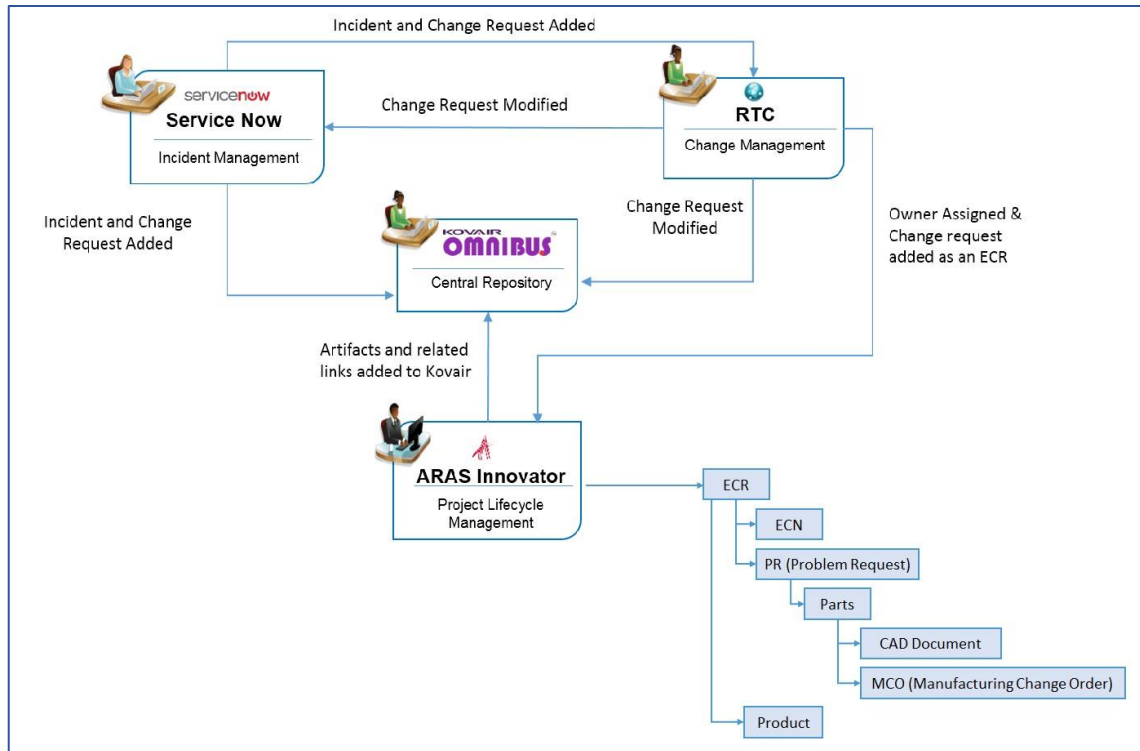 Incident and Change Request Added
servicenow
Service Now
Incident Management
Change Request Modified
RTC
Change Management
Incident and Change
Request Added
KOVAIR
OMNIBUS
Central Repository
Change Request
Modified
Owner Assigned &
Change request
added as an ECR
Artifacts and related
links added to Kovair
ARAS Innovator
Project Lifecycle
Management
ECR
ECN
PR (Problem Request)
Parts
CAD Document
MCO (Manufacturing Change Order)
Product